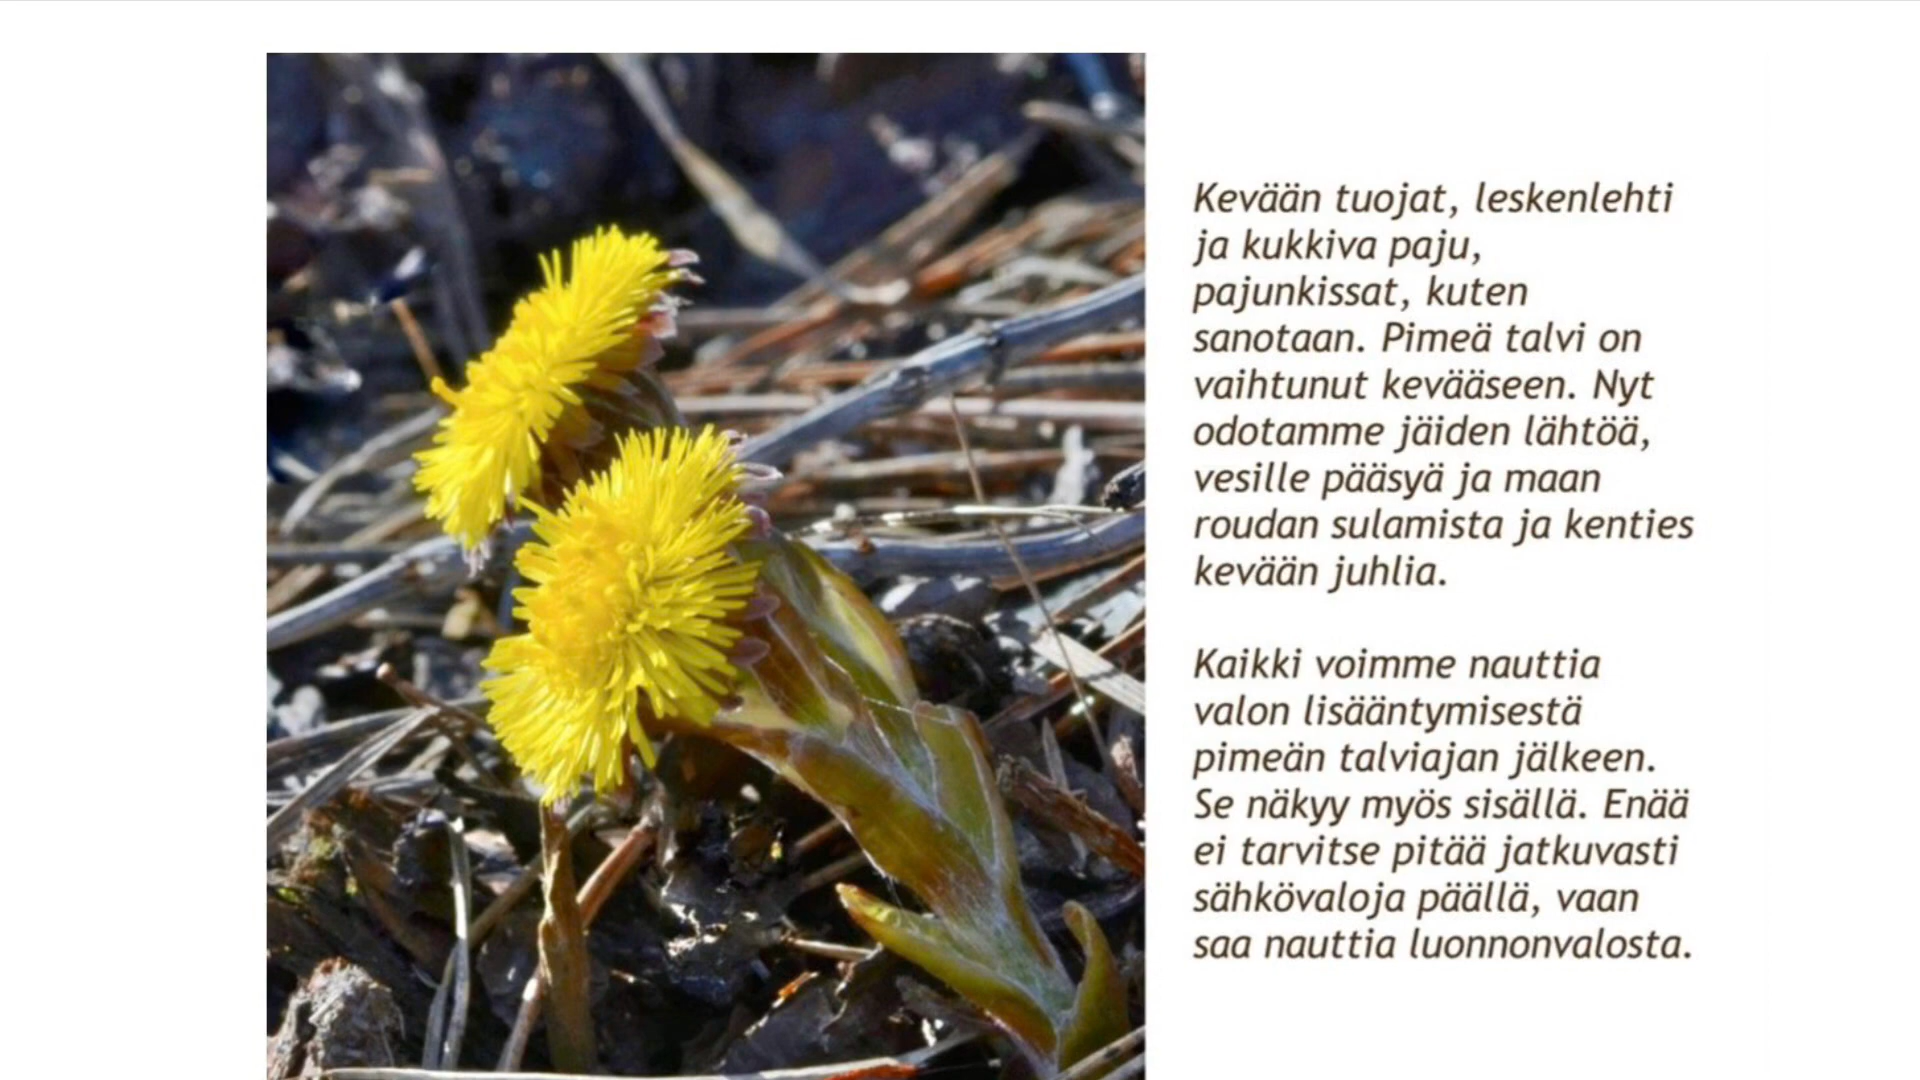 Kevään tuojat, leskenlehti
ja kukkiva paju,
pajunkissat, kuten
sanotaan. Pimeä talvi on
vaihtunut kevääseen. Nyt
odotamme jäiden lähtöä,
vesille pääsyä ja maan
roudan sulamista ja kenties
kevään juhlia.
Kaikki voimme nauttia
valon lisääntymisestä
pimeän talviajan jälkeen.
Se näkyy myös sisällä. Enää
ei tarvitse pitää jatkuvasti
sähkövaloja päällä, vaan
saa nauttia luonnonvalosta.